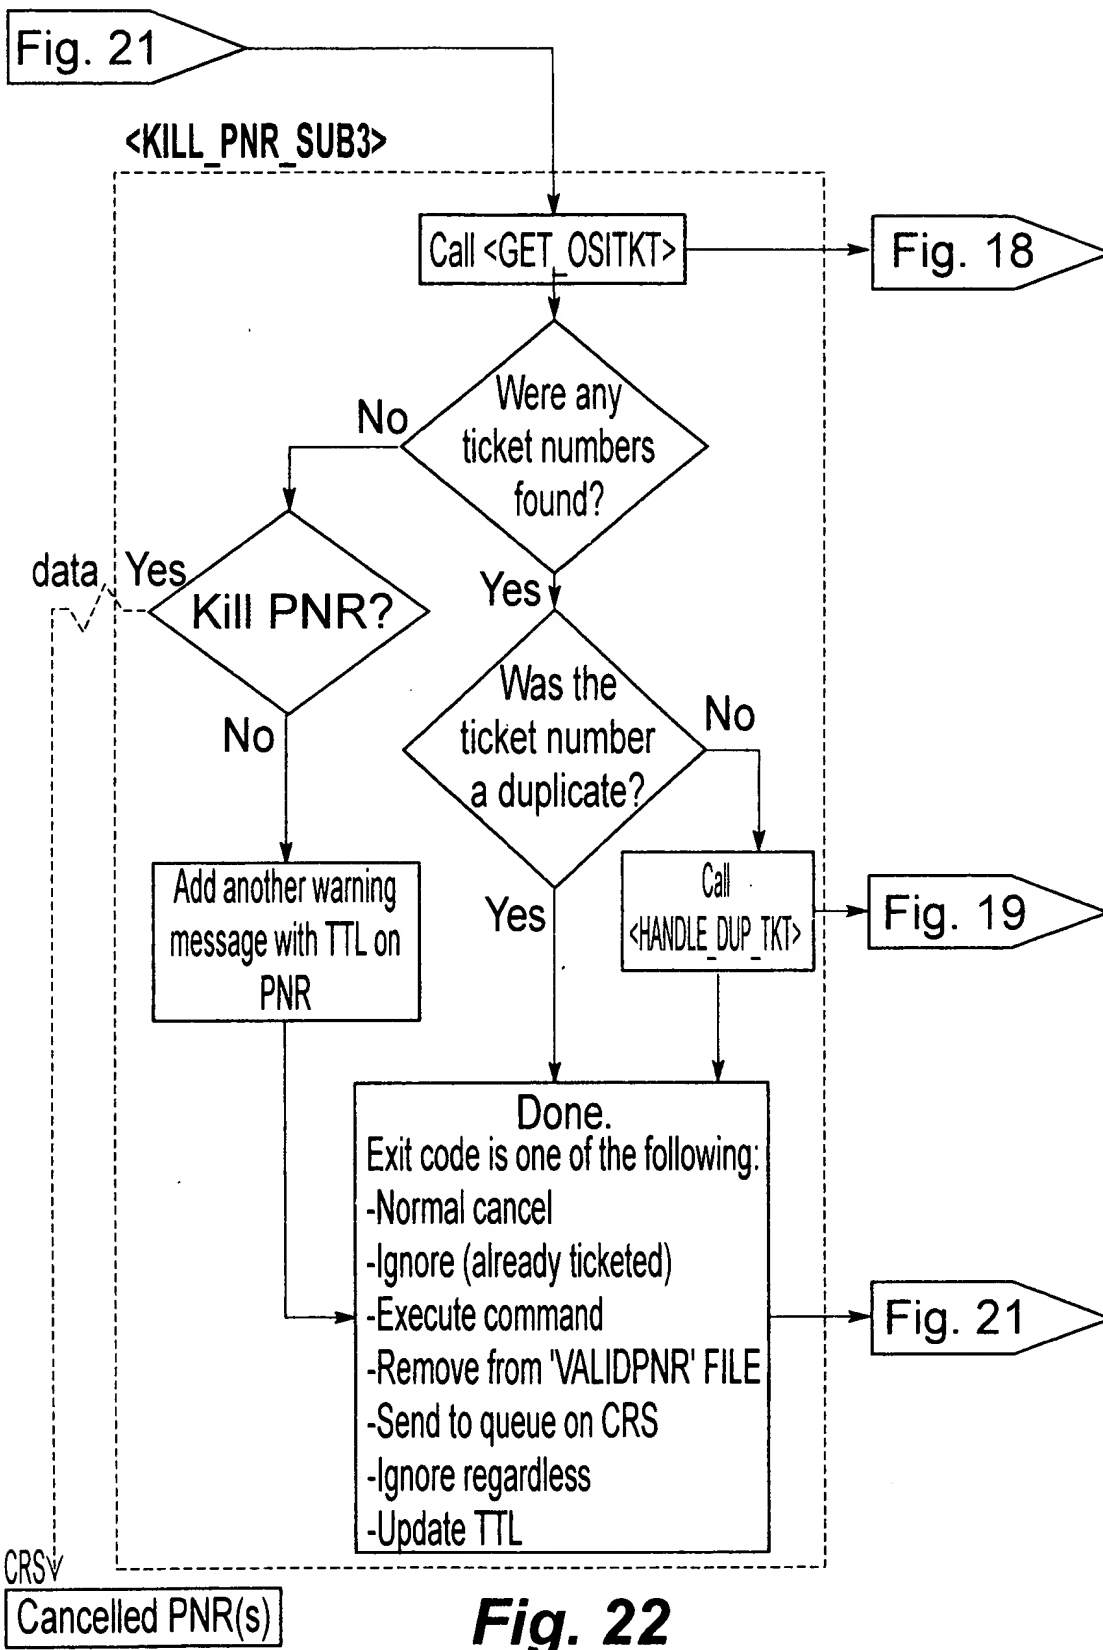 Fig. 21
<KILL_PNR_SUB3>
Call <GET_OSITKT>
Fig. 18
Were any
ticket numbers
found?
No
Yes
data
Yes
Kill PNR?
No
Was the
ticket number
a duplicate?
No
Yes
Add another warning
message with TTL on
PNR
Call
<HANDLE_DUP_TKT>
Fig. 19
Done.
Exit code is one of the following:
-Normal cancel
-Ignore (already ticketed)
-Execute command
-Remove from 'VALIDPNR' FILE
-Send to queue on CRS
-Ignore regardless
-Update TTL
Fig. 21
CRS
Cancelled PNR(s)
Fig. 22